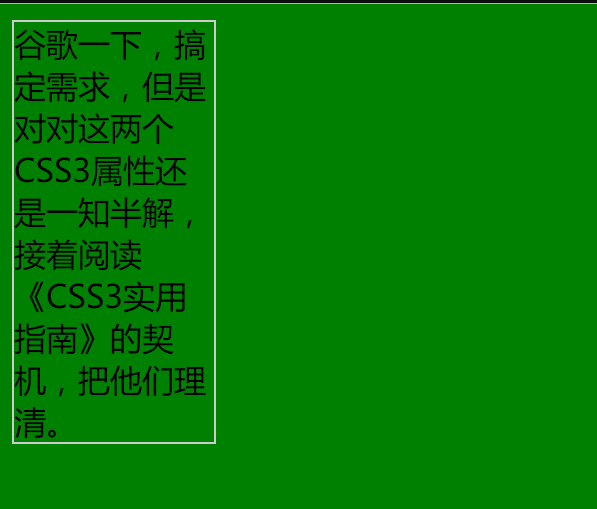 谷歌一下，搞
定需求，但是
对对这两个
CSS3属性还
是一知半解，
接着阅读
《CSS3实用
指南》的契
机，把他们理
清。